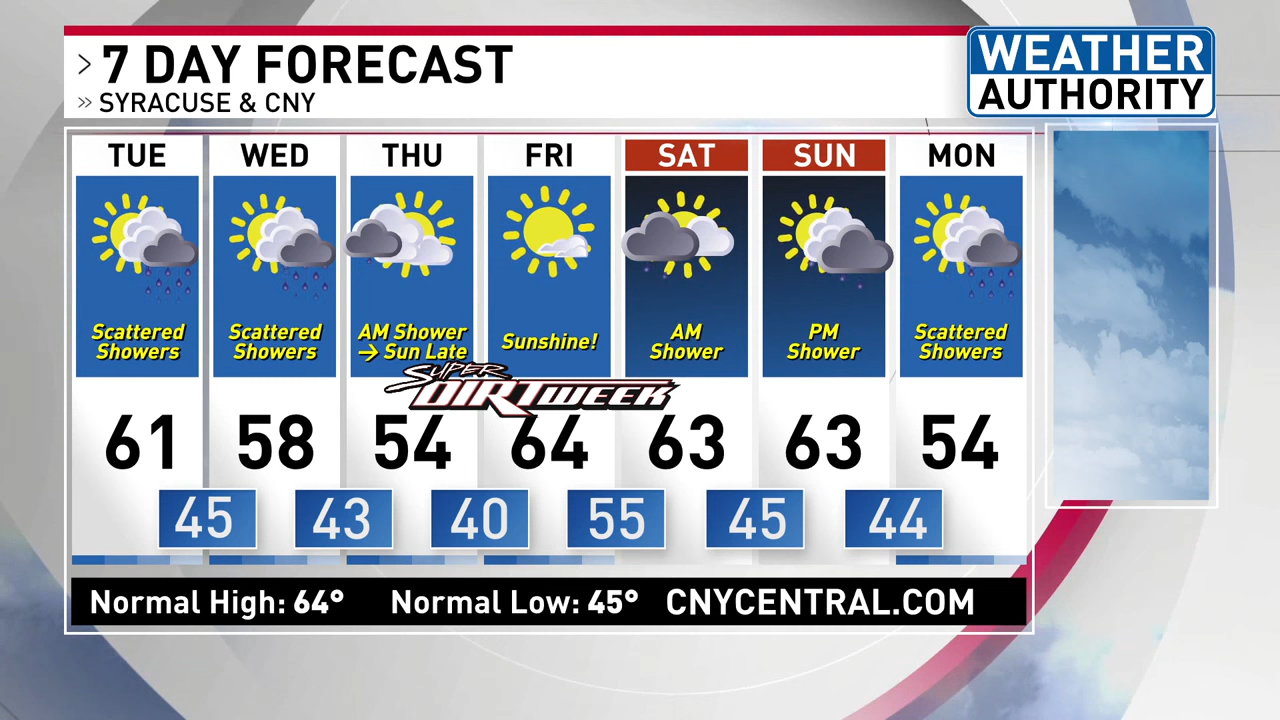 > 7 DAY FORECAST
» SYRACUSE & CNY
WEATHER
AUTHORITY
TUE WED THU FRI SAT SUN MON
Scattered
Showers
Scattered
Showers
AM Shower
→ Sun Late
Sunshine!
AM
Shower
PM
Shower
Scattered
Showers
SUPER
DIRTWEEK
61 58 54 64 63 63 54
45 43 40 55 45 44
Normal High: 64° Normal Low: 45° CNYCENTRAL.COM